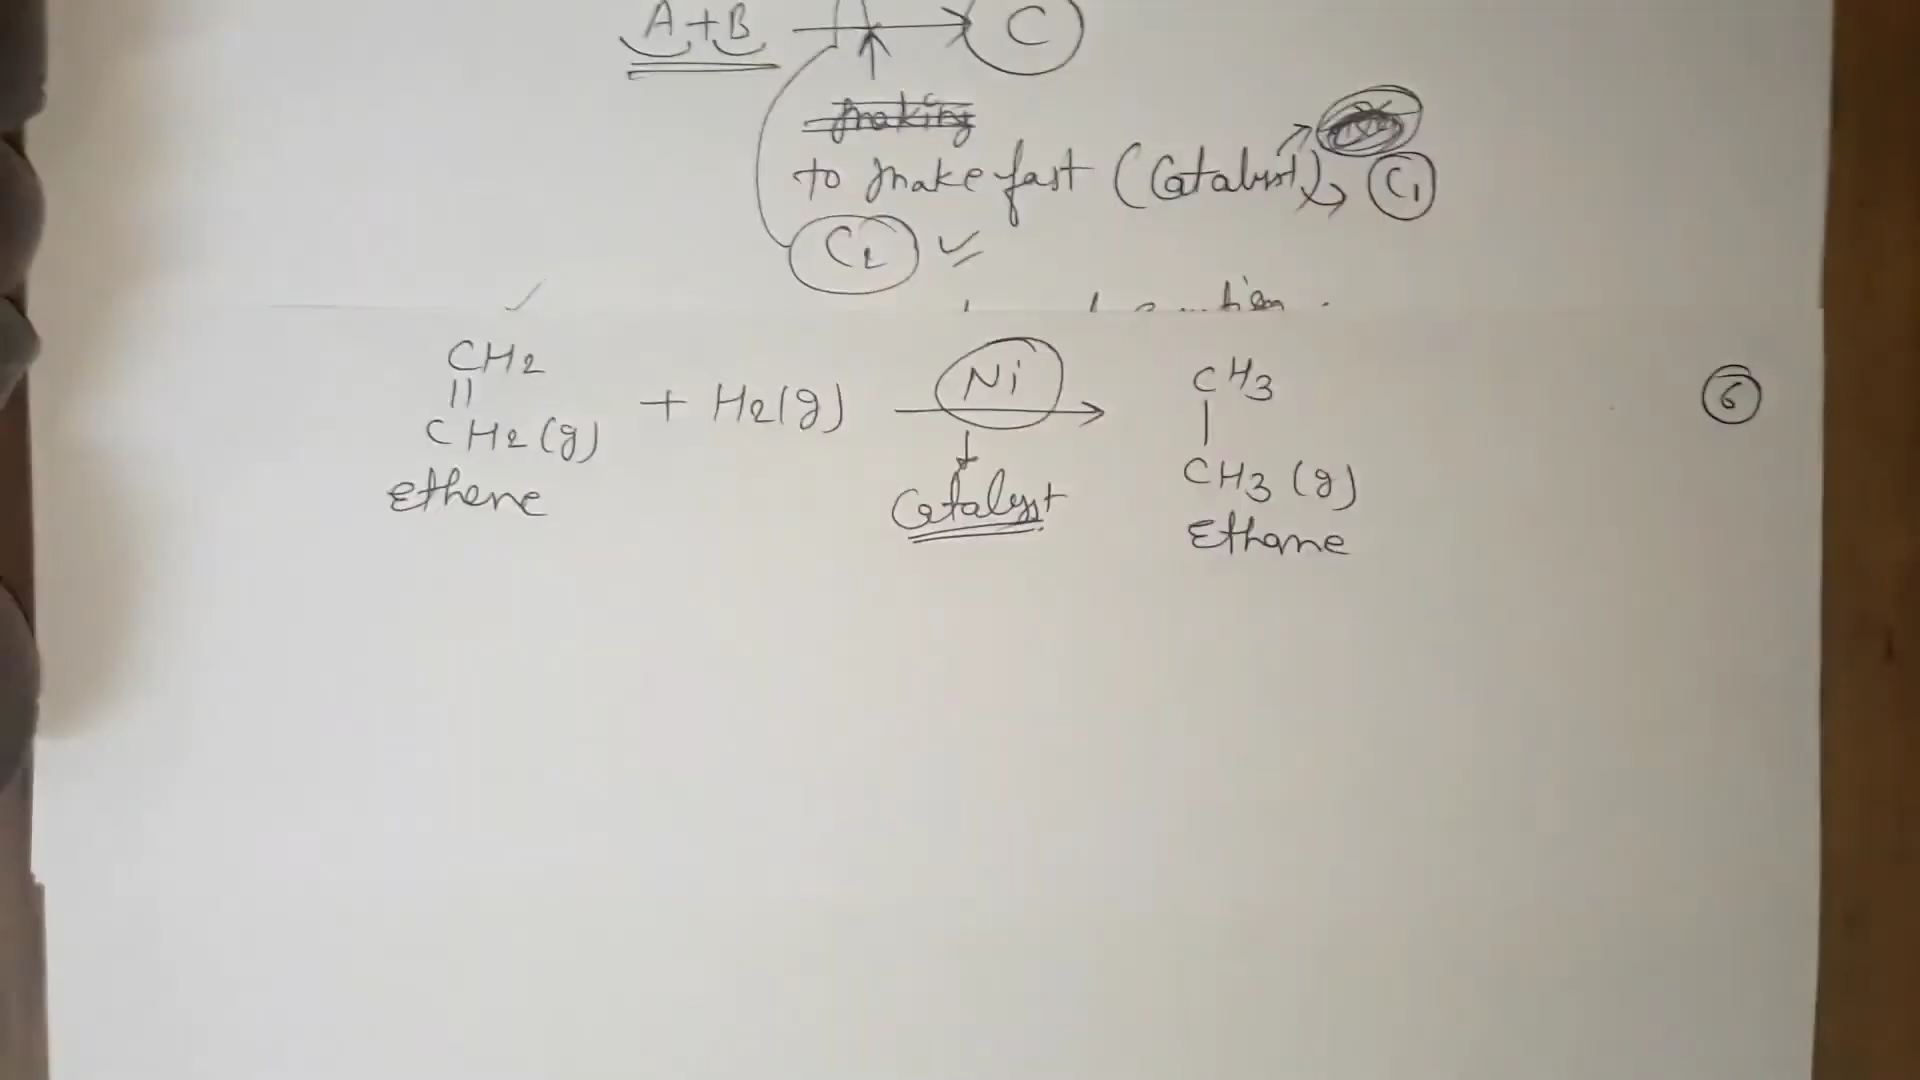 A + B → C
to make fast (Catalyst) → C1
C2
CH2 CH3
|| + H2(g) Ni → |
CH2(g) CH3 (g)
Ethene Catalyst Ethane
6